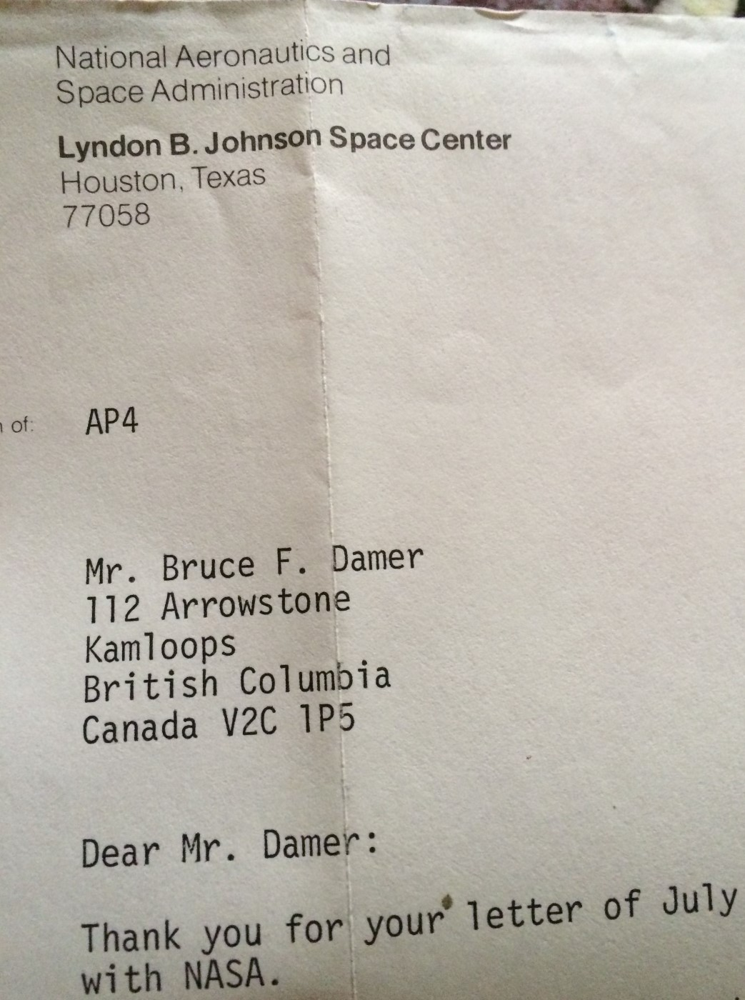 National Aeronautics and
Space Administration
Lyndon B. Johnson Space Center
Houston, Texas
77058
of: AP4
Mr. Bruce F. Damer
112 Arrowstone
Kamloops
British Columbia
Canada V2C 1P5
Dear Mr. Damer:
Thank you for your letter of July
with NASA.